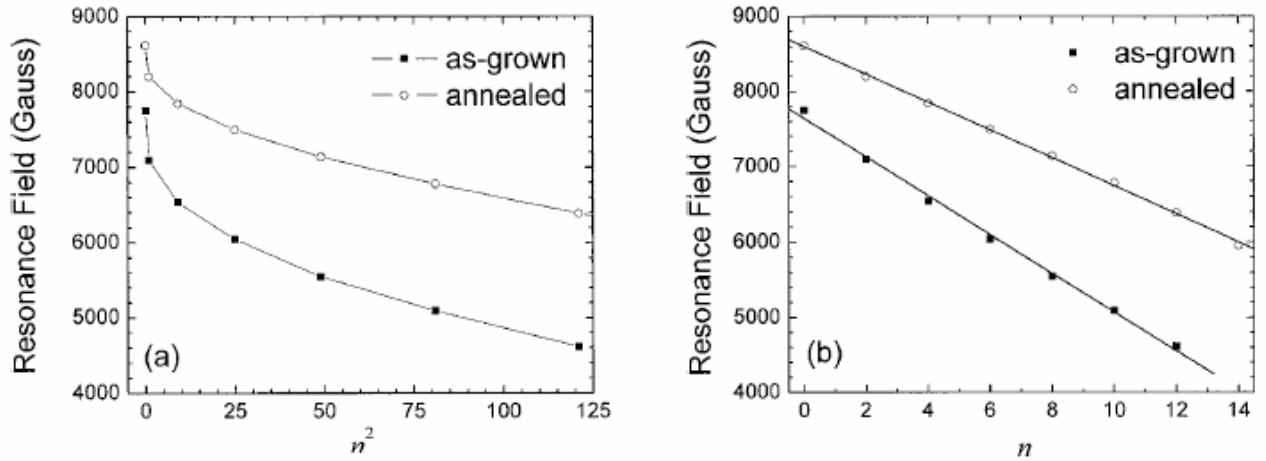 9000
8000
7000
6000
5000
4000
Resonance Field (Gauss)
as-grown
annealed
(a)
0 25 50 75 100 125
n²
9000
8000
7000
6000
5000
4000
Resonance Field (Gauss)
as-grown
annealed
(b)
0 2 4 6 8 10 12 14
n